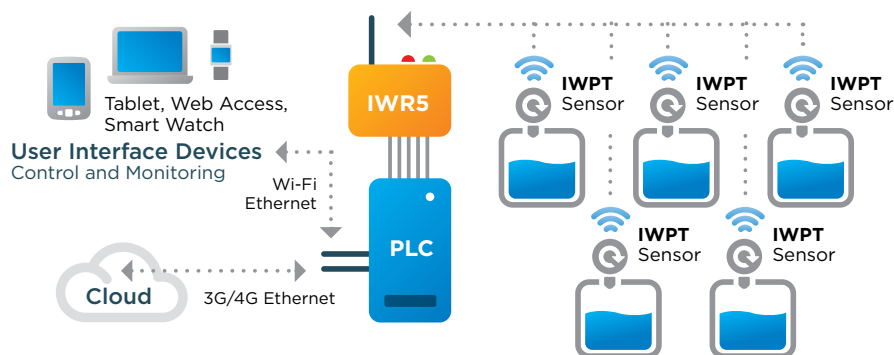 IWR5
IWPT
Sensor
IWPT
Sensor
IWPT
Sensor
Tablet, Web Access,
Smart Watch
User Interface Devices
Control and Monitoring
Wi-Fi
Ethernet
PLC
IWPT
Sensor
IWPT
Sensor
Cloud
3G/4G Ethernet